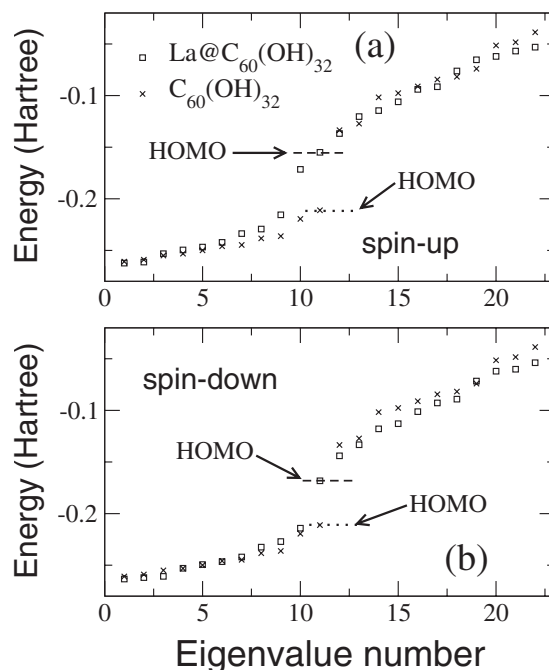 (a)
La@C60(OH)32
C60(OH)32
HOMO
HOMO
spin-up
Energy (Hartree)
-0.1
-0.2
0 5 10 15 20
spin-down
HOMO
HOMO
(b)
Energy (Hartree)
-0.1
-0.2
0 5 10 15 20
Eigenvalue number